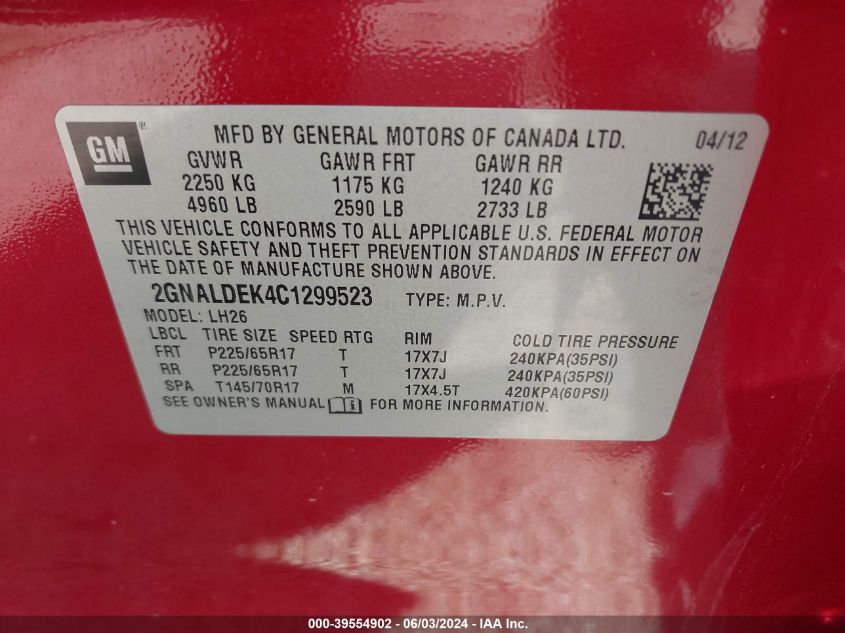 GM ® MFD BY GENERAL MOTORS OF CANADA LTD. 04/12
GVWR GAWR FRT GAWR RR
2250 KG 1175 KG 1240 KG
4960 LB 2590 LB 2733 LB
THIS VEHICLE CONFORMS TO ALL APPLICABLE U.S. FEDERAL MOTOR
VEHICLE SAFETY AND THEFT PREVENTION STANDARDS IN EFFECT ON
THE DATE OF MANUFACTURE SHOWN ABOVE.
2GNALDEK4C1299523 TYPE: M.P.V.
MODEL: LH26
LBCL TIRE SIZE SPEED RTG RIM COLD TIRE PRESSURE
FRT P225/65R17 T 17X7J 240KPA(35PSI)
RR P225/65R17 T 17X7J 240KPA(35PSI)
SPA T145/70R17 M 17X4.5T 420KPA(60PSI)
SEE OWNER'S MANUAL FOR MORE INFORMATION.
000-39554902 - 06/03/2024 - IAA Inc.